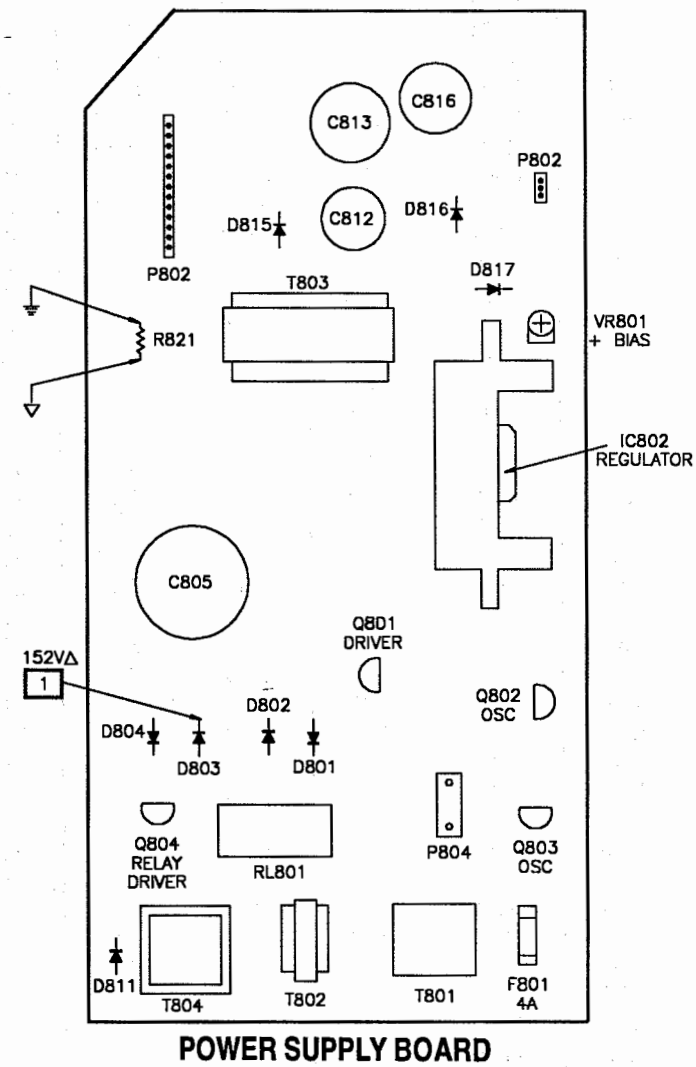 C816
C813
P802
D816
C812
D815
P802
D817
T803
VR801
+ BIAS
R821
IC802
REGULATOR
C805
Q8D1
DRIVER
152V△
1
Q802
OSC
D802
D804
D803
D801
Q804
RELAY
DRIVER
RL801
P804
Q803
OSC
D811
T804
T802
T801
F801
4A
POWER SUPPLY BOARD